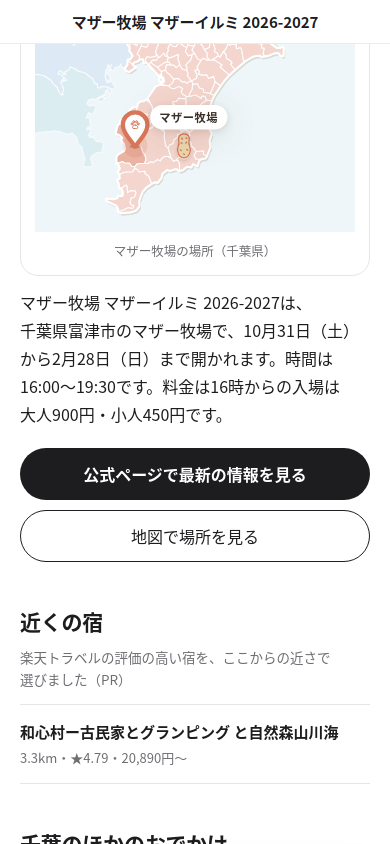 マザー牧場 マザーイルミ 2026-2027
マザー牧場
マザー牧場の場所（千葉県）
マザー牧場 マザーイルミ 2026-2027は、
千葉県富津市のマザー牧場で、10月31日（土）
から2月28日（日）まで開かれます。時間は
16:00〜19:30です。料金は16時からの入場は
大人900円・小人450円です。
公式ページで最新の情報を見る
地図で場所を見る
近くの宿
楽天トラベルの評価の高い宿を、ここからの近さで
選びました（PR）
和心村ー古民家とグランピング と自然森山川海
3.3km・★4.79・20,890円〜
千葉のほかのおでかけ